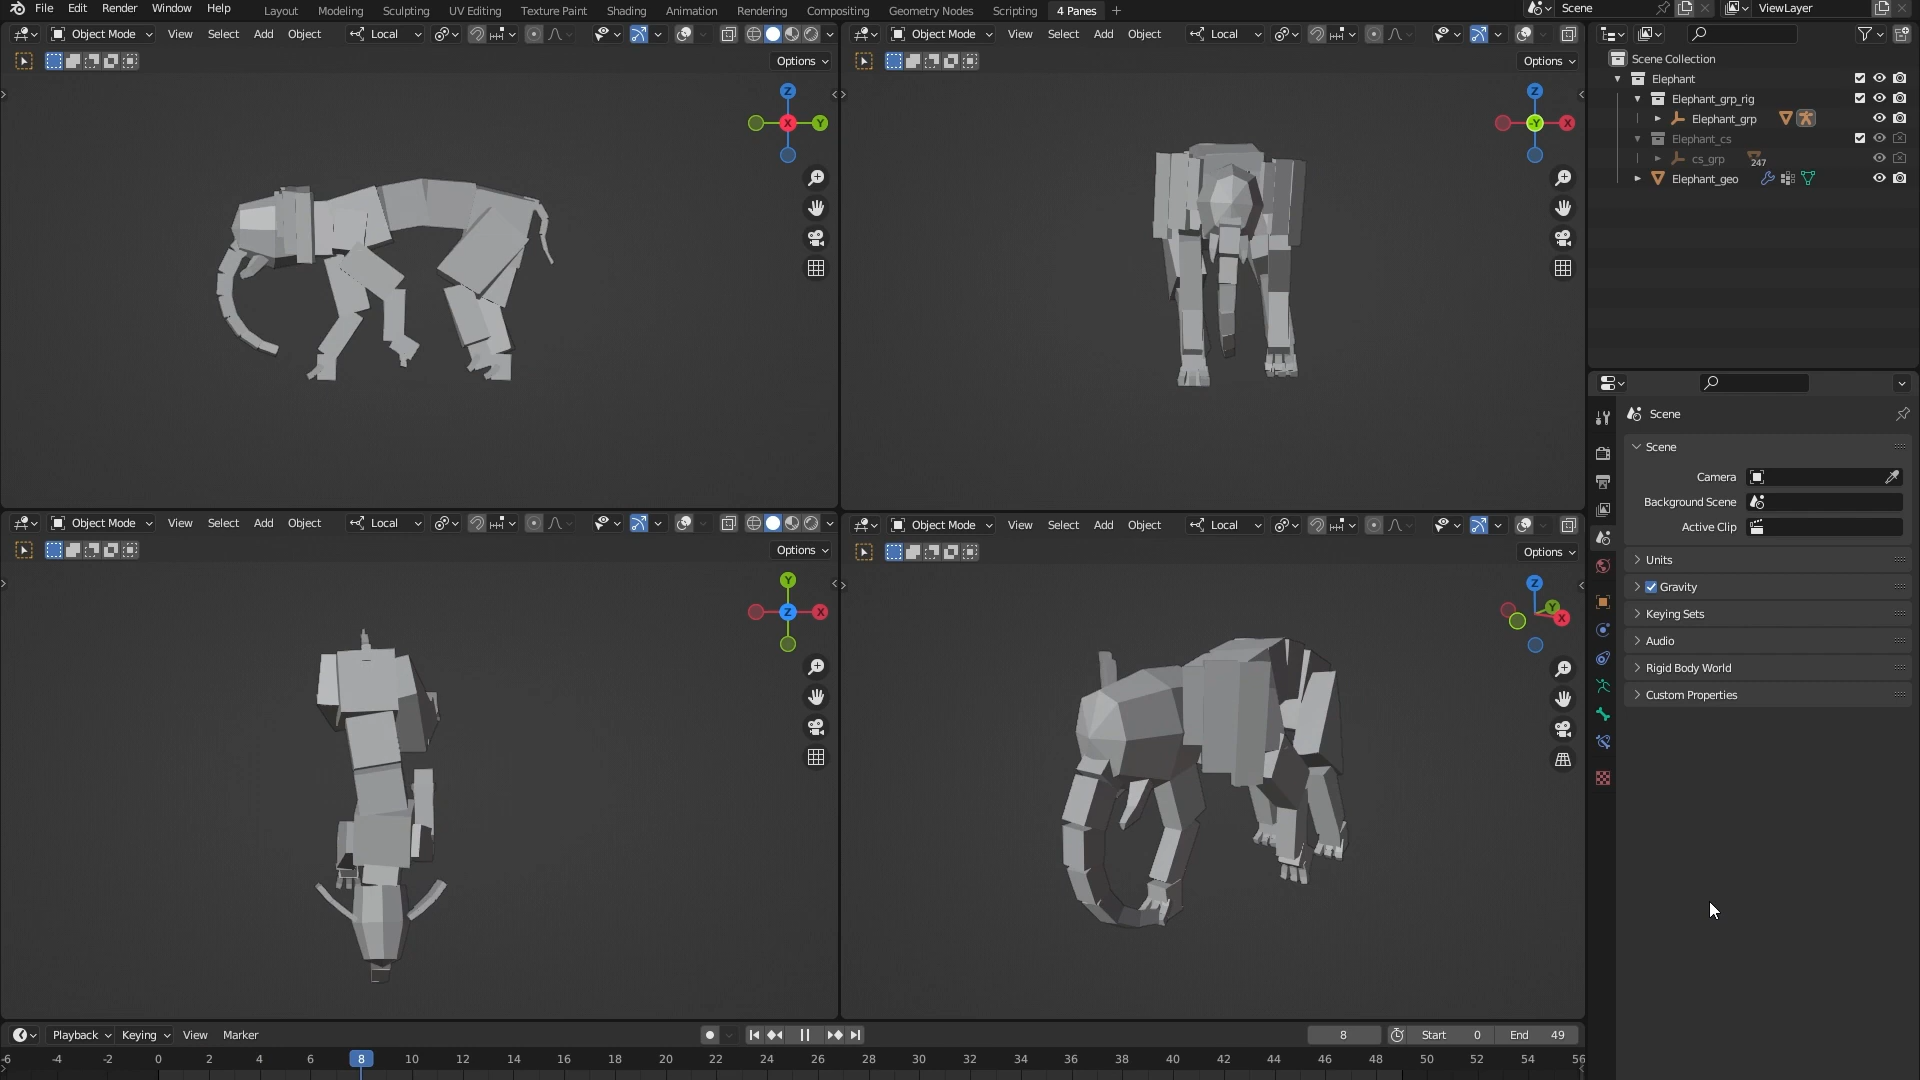 File Edit Render Window Help Layout Modeling Sculpting UV Editing Texture Paint Shading Animation Rendering Compositing Geometry Nodes Scripting 4 Panes + Scene ViewLayer
Object Mode View Select Add Object Local
Object Mode View Select Add Object Local
Options
Options
Z
X Y
Z
-Y X
Scene Collection
Elephant
Elephant_grp_rig
Elephant_grp
Elephant_cs
cs_grp 247
Elephant_geo
Scene
Scene
Camera
Background Scene
Active Clip
Units
Gravity
Keying Sets
Audio
Rigid Body World
Custom Properties
Object Mode View Select Add Object Local
Object Mode View Select Add Object Local
Options
Options
Y
Z X
Z
Y
X
Playback Keying View Marker 8 Start 0 End 49
-6 -4 -2 0 2 4 6 8 10 12 14 16 18 20 22 24 26 28 30 32 34 36 38 40 42 44 46 48 50 52 54 56